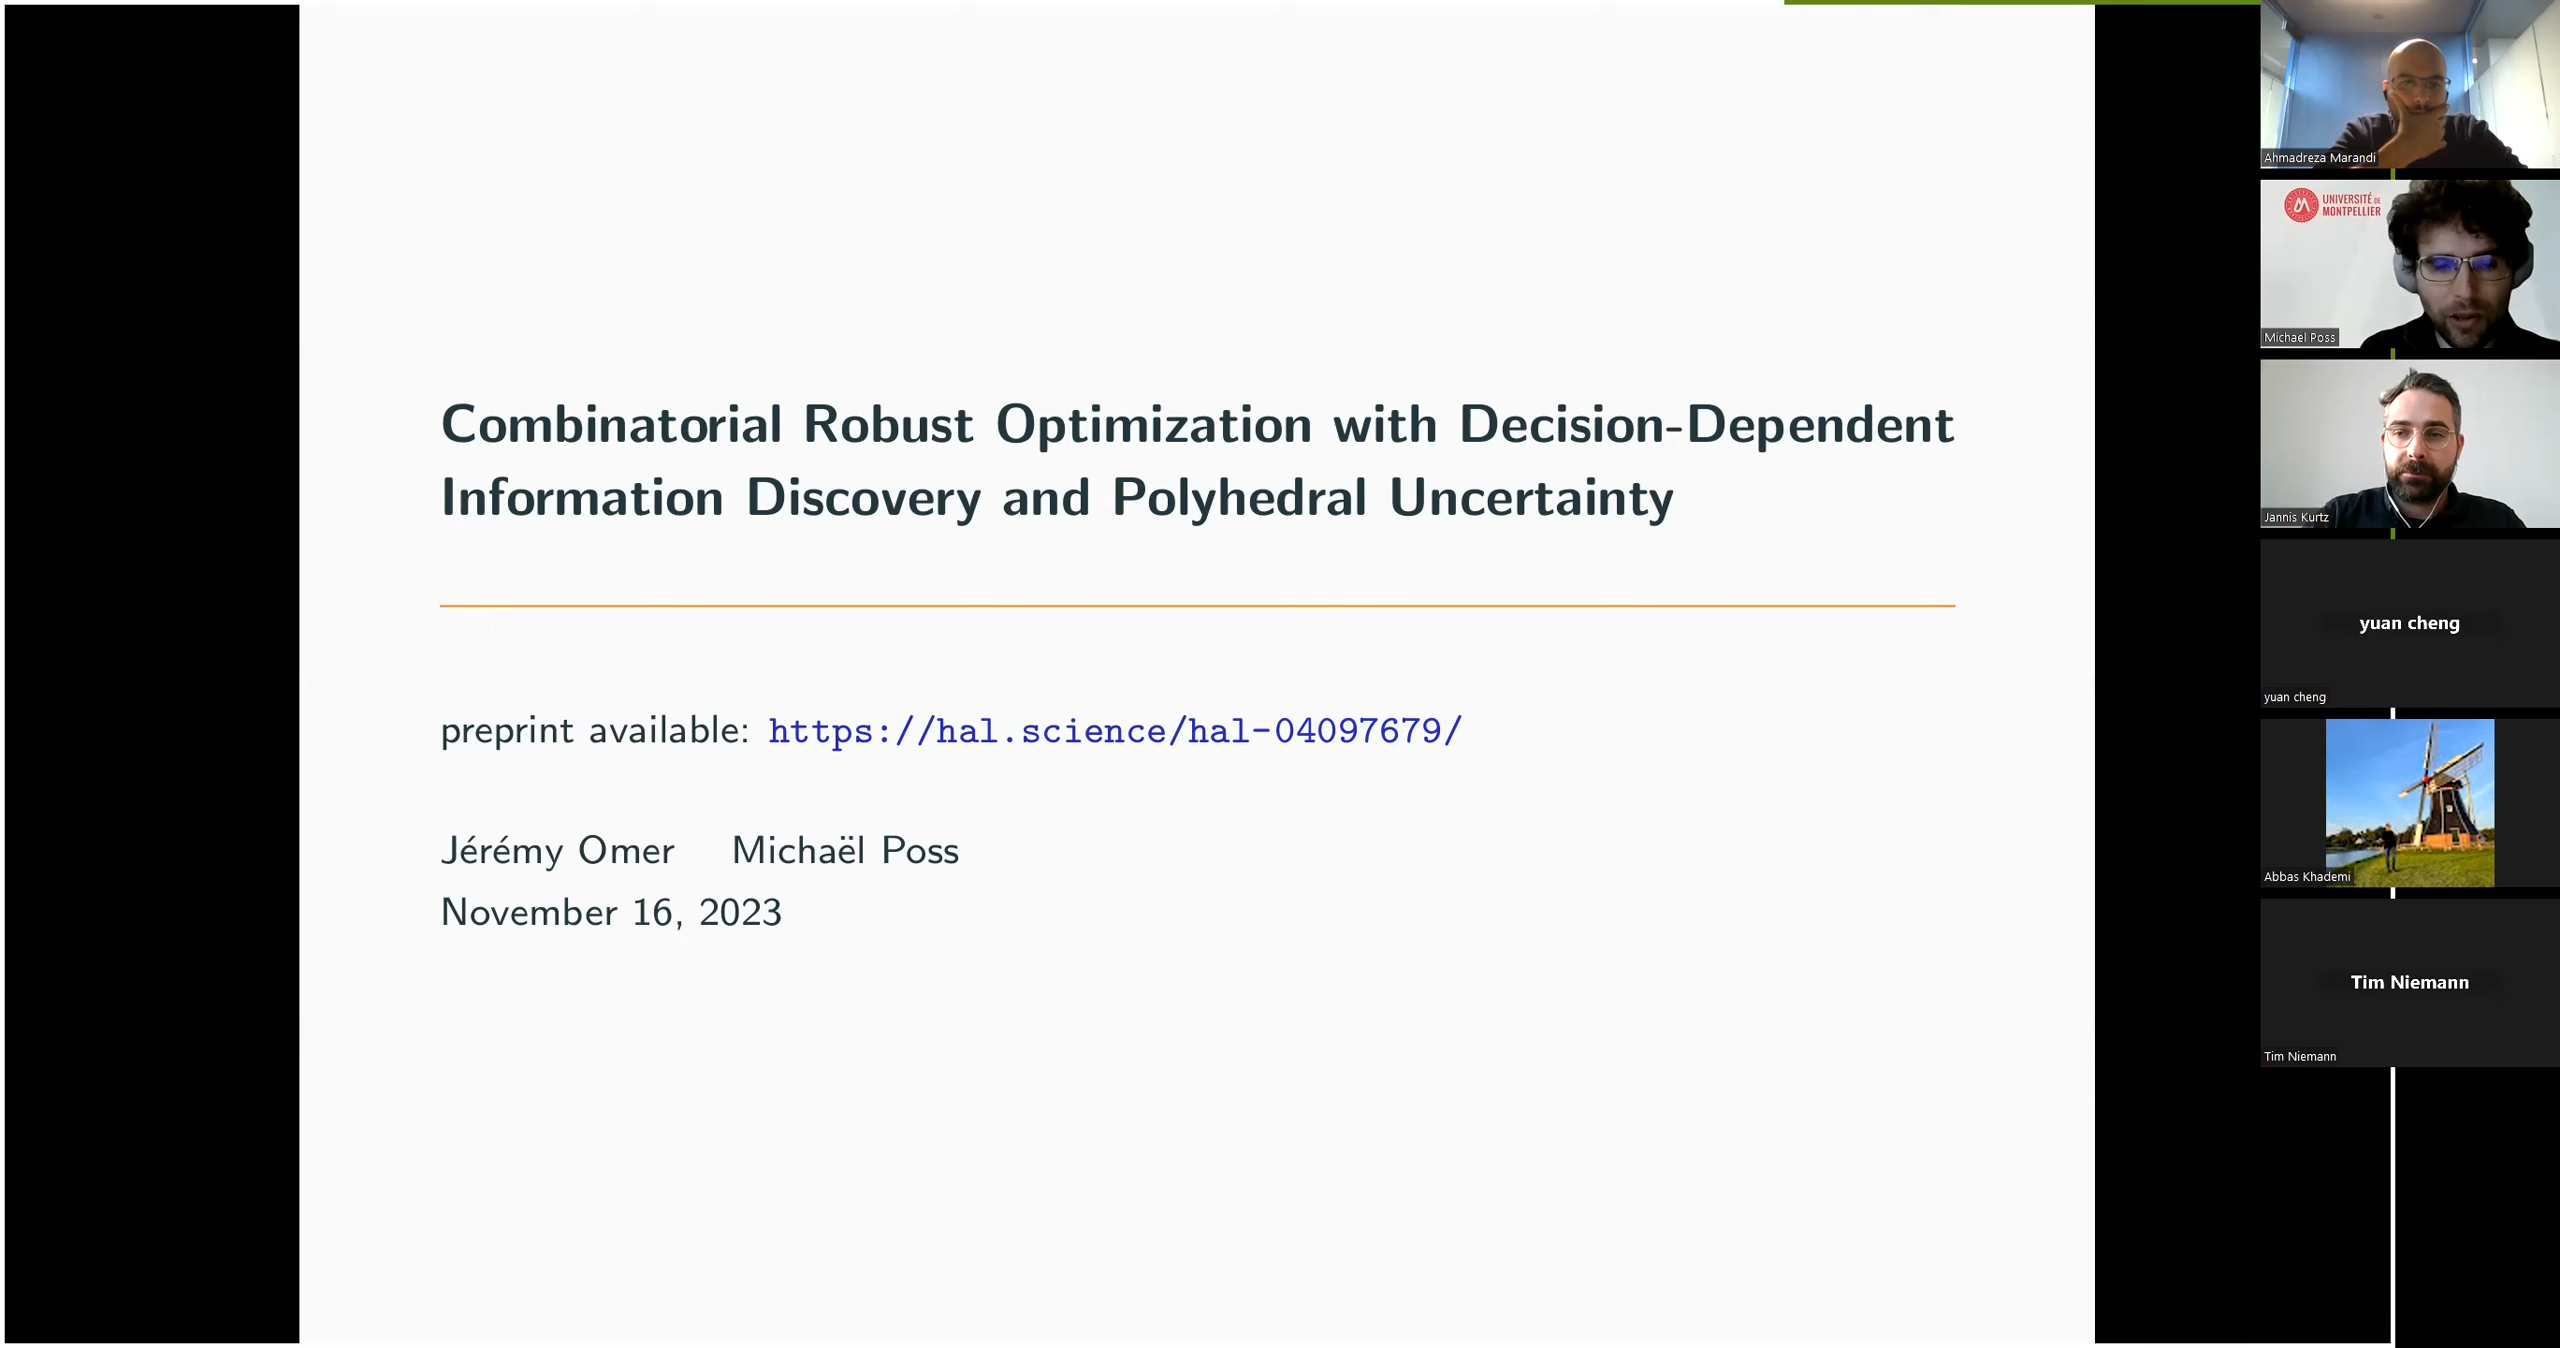 Combinatorial Robust Optimization with Decision-Dependent
Information Discovery and Polyhedral Uncertainty
preprint available: https://hal.science/hal-04097679/
Jérémy Omer Michaël Poss
November 16, 2023
Ahmadreza Marandi
UNIVERSITÉ DE
MONTPELLIER
Michael Poss
Jannis Kurtz
yuan cheng
yuan cheng
Abbas Khademi
Tim Niemann
Tim Niemann